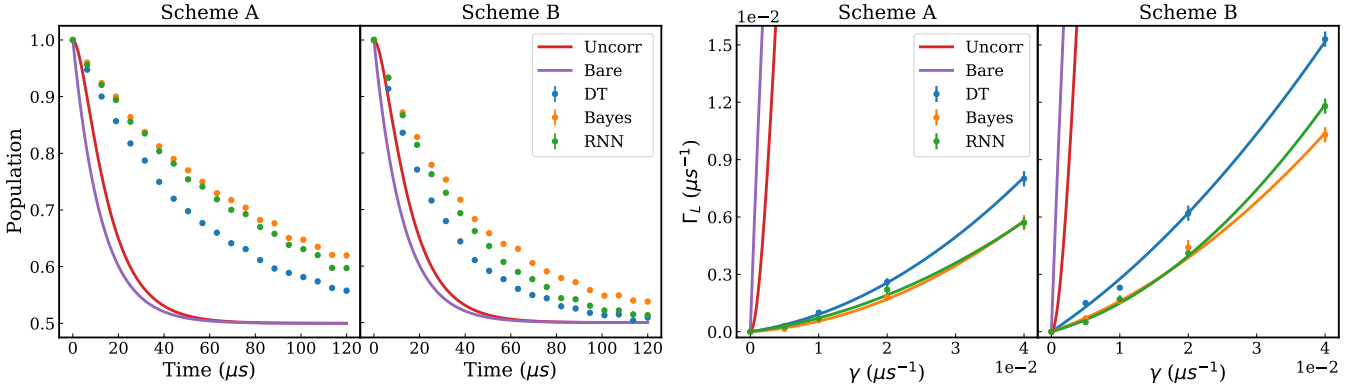 Scheme A
Scheme B
Population
1.0
0.9
0.8
0.7
0.6
0.5
0 20 40 60 80 100 120
0 20 40 60 80 100 120
Time (μs)
Time (μs)
Uncorr
Bare
DT
Bayes
RNN
Scheme A
Scheme B
1e−2
Γ_L (μs⁻¹)
1.5
1.2
0.9
0.6
0.3
0.0
0 1 2 3 4
0 1 2 3 4
1e−2
1e−2
γ (μs⁻¹)
γ (μs⁻¹)
Uncorr
Bare
DT
Bayes
RNN